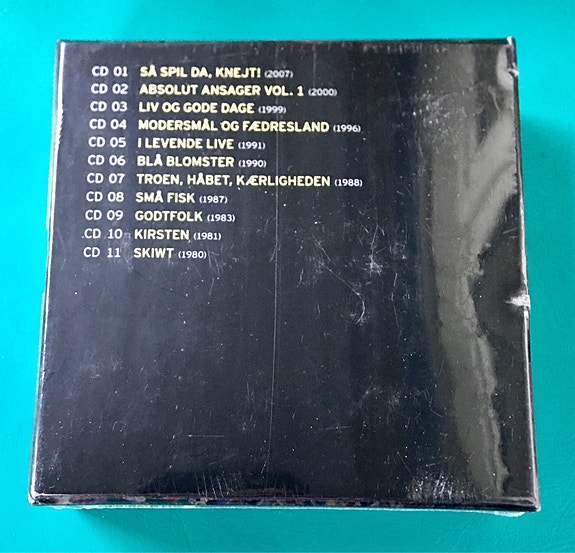 CD 01 SÅ SPIL DA, KNEJT! (2007)
CD 02 ABSOLUT ANSAGER VOL. 1 (2000)
CD 03 LIV OG GODE DAGE (1999)
CD 04 MODERSMÅL OG FÆDRESLAND (1996)
CD 05 I LEVENDE LIVE (1991)
CD 06 BLÅ BLOMSTER (1990)
CD 07 TROEN, HÅBET, KÆRLIGHEDEN (1988)
CD 08 SMÅ FISK (1987)
CD 09 GODTFOLK (1983)
CD 10 KIRSTEN (1981)
CD 11 SKIWT (1980)